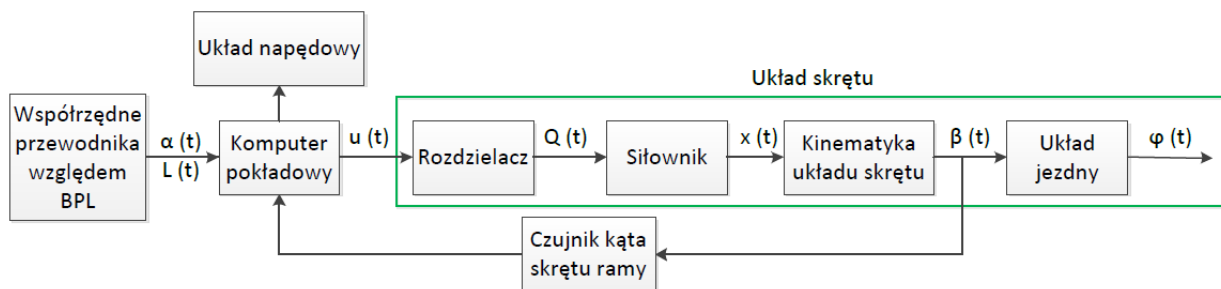 Układ napędowy
Układ skrętu
Współrzędne
przewodnika
względem
BPL
α (t)
L (t)
Komputer
pokładowy
u (t)
Rozdzielacz
Q (t)
Siłownik
x (t)
Kinematyka
układu skrętu
β (t)
Układ
jezdny
φ (t)
Czujnik kąta
skrętu ramy